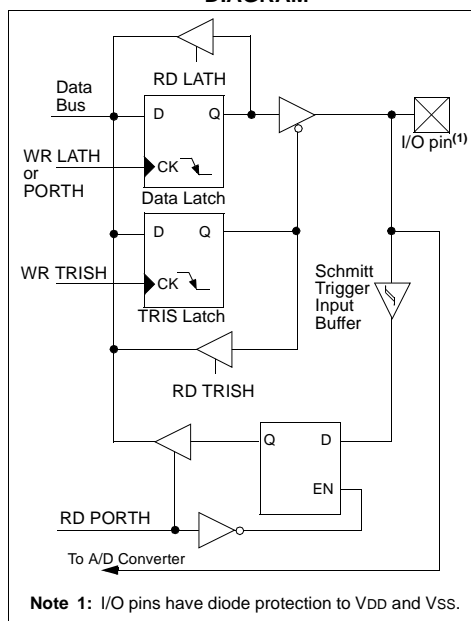 DIAGRAM
RD LATH
Data
Bus
D Q
I/O pin(1)
WR LATH
or
PORTH
CK
Data Latch
D Q
WR TRISH
CK
TRIS Latch
Schmitt
Trigger
Input
Buffer
RD TRISH
Q D
EN
RD PORTH
To A/D Converter
Note 1: I/O pins have diode protection to VDD and VSS.